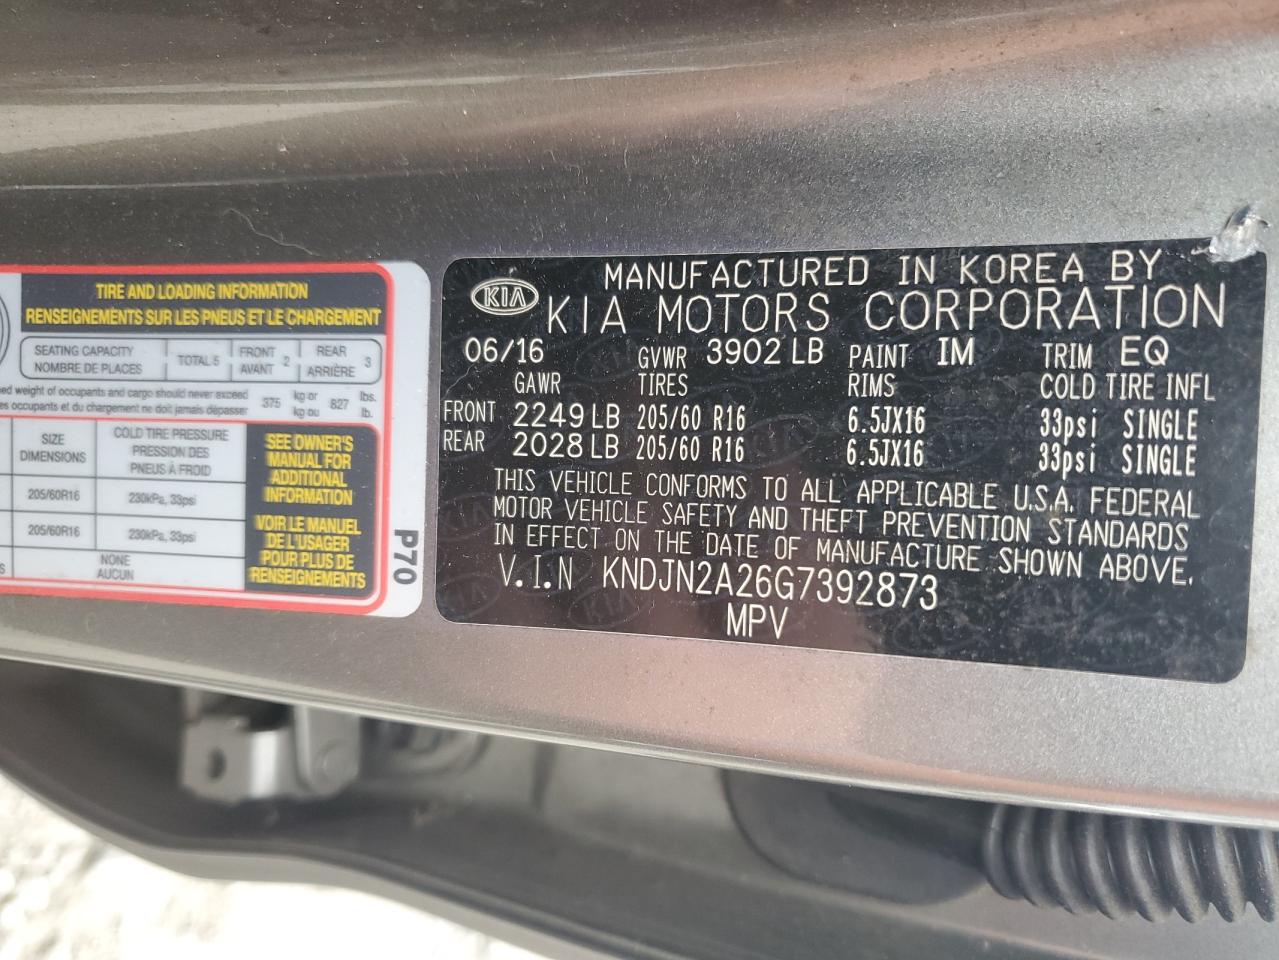 TIRE AND LOADING INFORMATION
RENSEIGNEMENTS SUR LES PNEUS ET LE CHARGEMENT
SEATING CAPACITY
NOMBRE DE PLACES
TOTAL 5
FRONT
AVANT
2
REAR
ARRIÈRE
3
weight of occupants and cargo should never exceed
occupants et du chargement ne doit jamais dépasser
375
kg or
kg ou
827
lbs.
lb.
SIZE
DIMENSIONS
COLD TIRE PRESSURE
PRESSION DES
PNEUS À FROID
205/60R16
230kPa, 33psi
205/60R16
230kPa, 33psi
NONE
AUCUN
SEE OWNER'S
MANUAL FOR
ADDITIONAL
INFORMATION
VOIR LE MANUEL
DE L'USAGER
POUR PLUS DE
RENSEIGNEMENTS
P70
KIA
MANUFACTURED IN KOREA BY
KIA MOTORS CORPORATION
06/16 GVWR 3902 LB PAINT IM TRIM EQ
GAWR TIRES RIMS COLD TIRE INFL
FRONT 2249 LB 205/60 R16 6.5JX16 33psi SINGLE
REAR 2028 LB 205/60 R16 6.5JX16 33psi SINGLE
THIS VEHICLE CONFORMS TO ALL APPLICABLE U.S.A. FEDERAL
MOTOR VEHICLE SAFETY AND THEFT PREVENTION STANDARDS
IN EFFECT ON THE DATE OF MANUFACTURE SHOWN ABOVE.
V.I.N KNDJN2A26G7392873
MPV